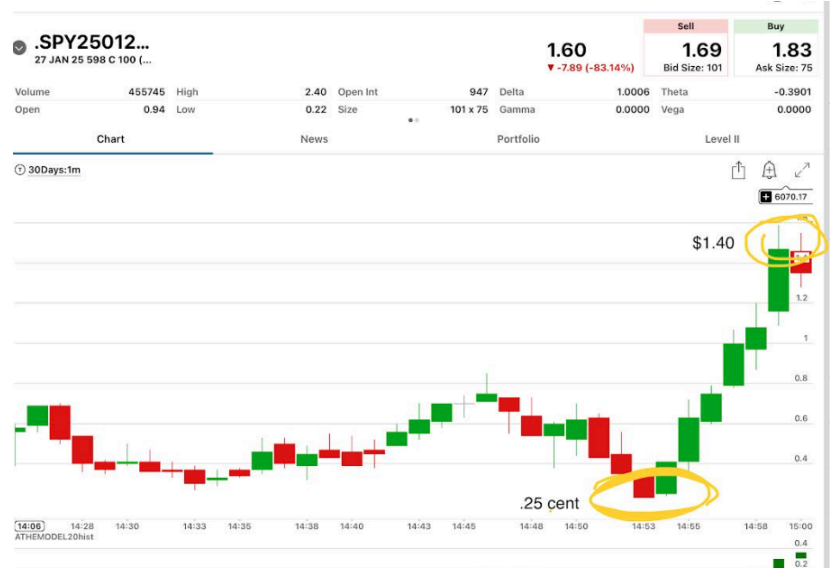 Sell Buy
.SPY25012...
27 JAN 25 598 C 100 (...
1.60 1.69 1.83
▼ -7.89 (-83.14%) Bid Size: 101 Ask Size: 75
Volume 455745 High 2.40 Open Int 947 Delta 1.0006 Theta -0.3901
Open 0.94 Low 0.22 Size 101 x 75 Gamma 0.0000 Vega 0.0000
Chart News Portfolio Level II
30Days:1m
6070.17
$1.40
1.2
1
0.8
0.6
0.4
.25 cent
14:06 14:28 14:30 14:33 14:35 14:38 14:40 14:43 14:45 14:48 14:50 14:53 14:55 14:58 15:00
ATHEMODEL20hist
0.4
0.2